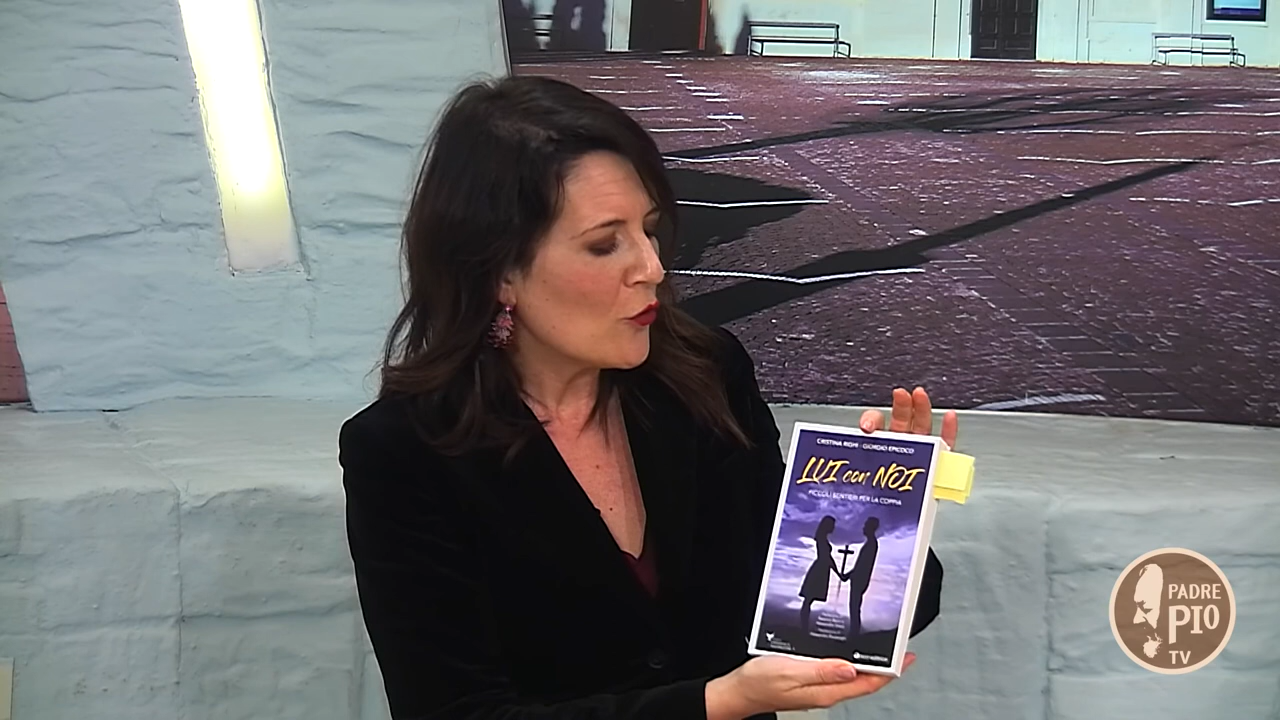 CRISTINA RIGHI - GIORGIO EPICOCO
LUI con NOI
PICCOLI SENTIERI PER LA COPPIA
PADRE
PIO
TV